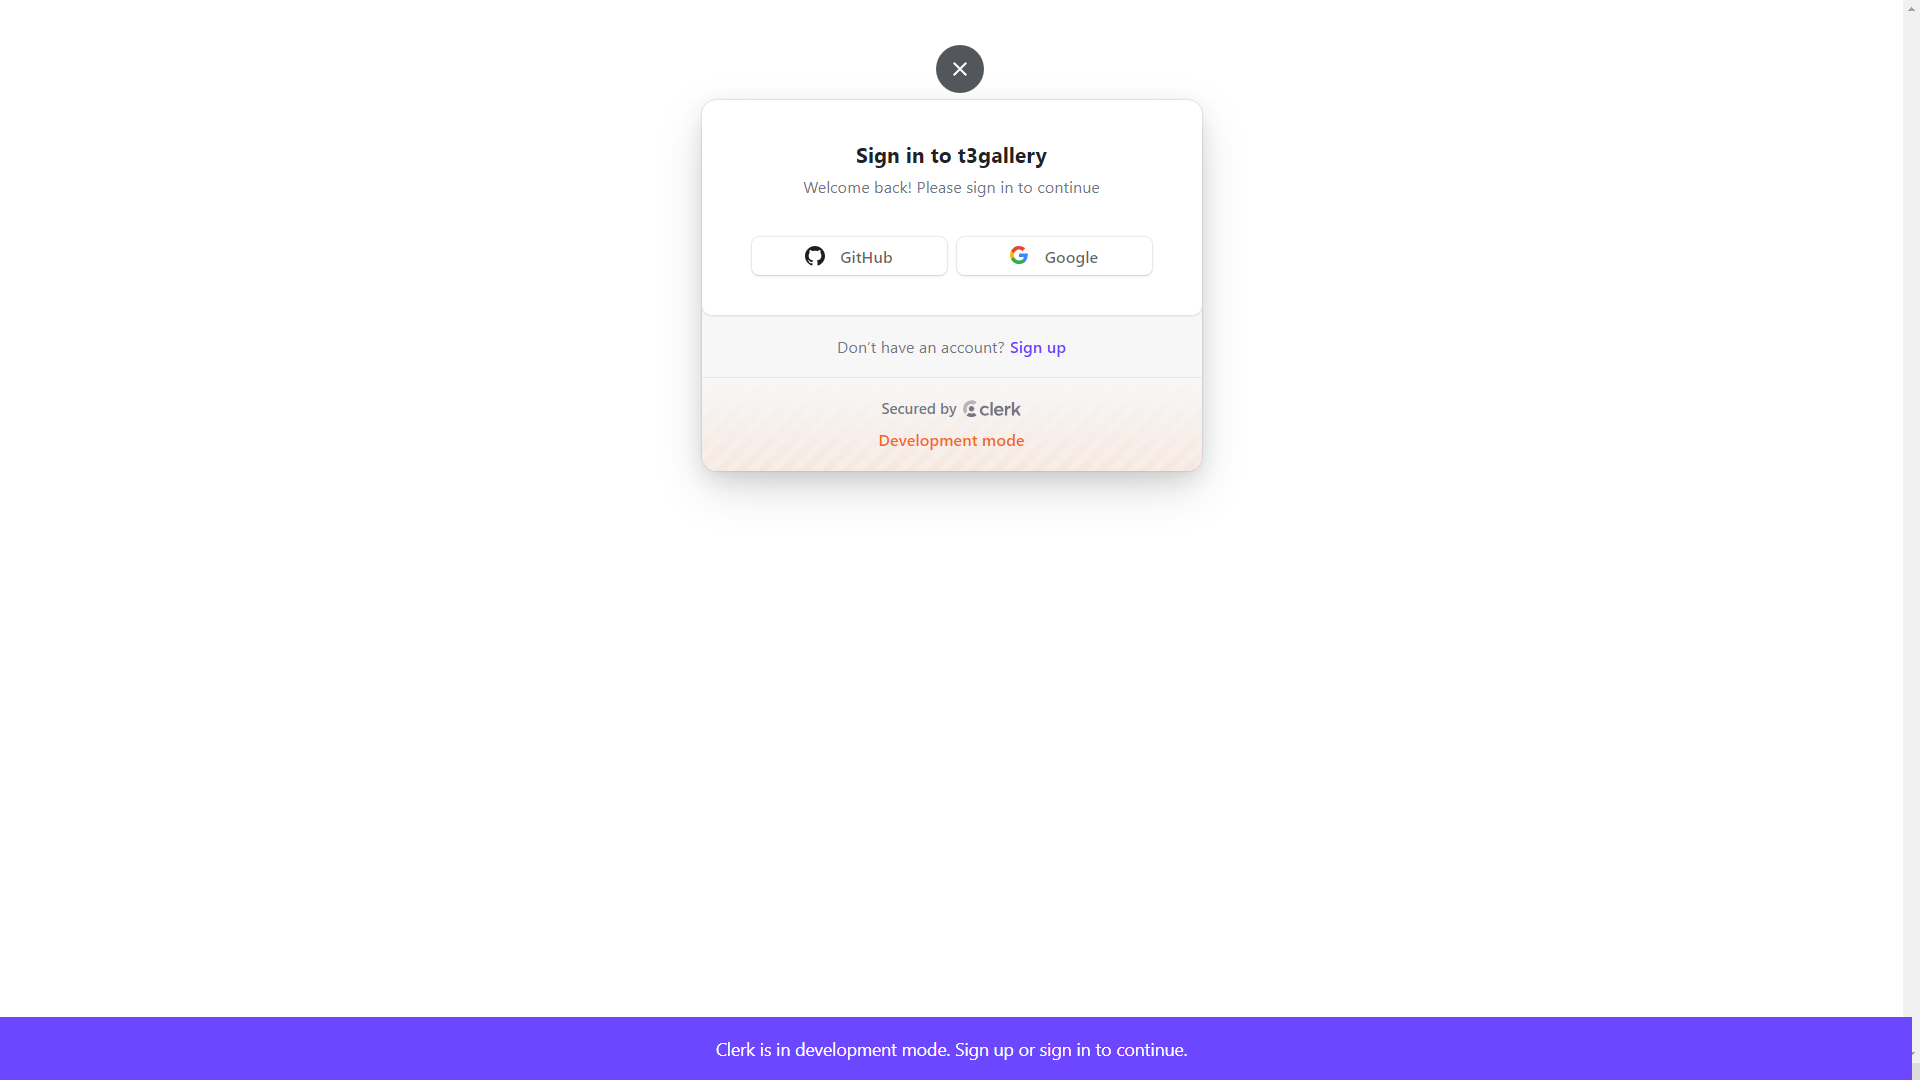 Sign in to t3gallery
Welcome back! Please sign in to continue
GitHub
Google
Don’t have an account? Sign up
Secured by clerk
Development mode
Clerk is in development mode. Sign up or sign in to continue.